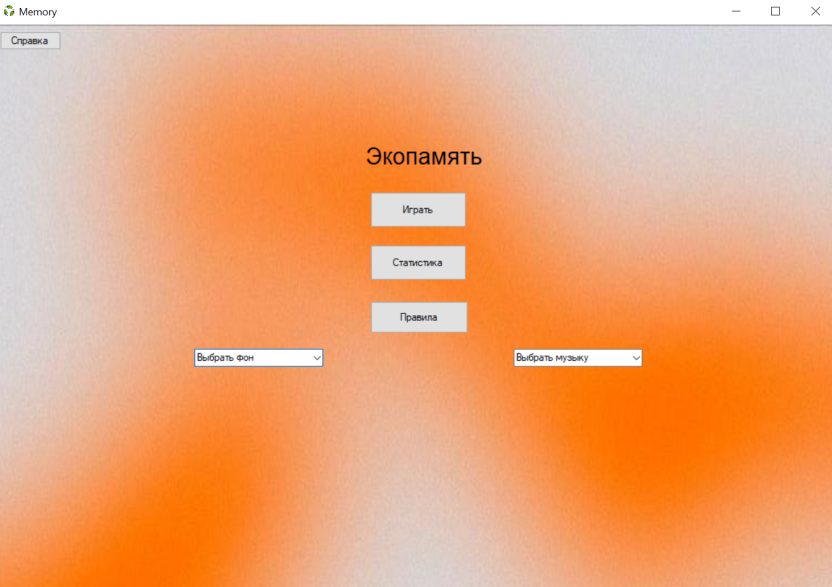 Memory
Справка
Экопамять
Играть
Статистика
Правила
Выбрать фон
Выбрать музыку